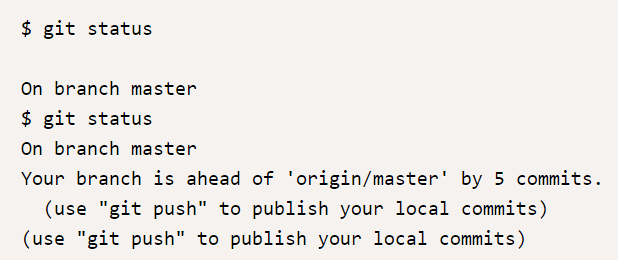 $ git status
On branch master
$ git status
On branch master
Your branch is ahead of 'origin/master' by 5 commits.
(use "git push" to publish your local commits)
(use "git push" to publish your local commits)